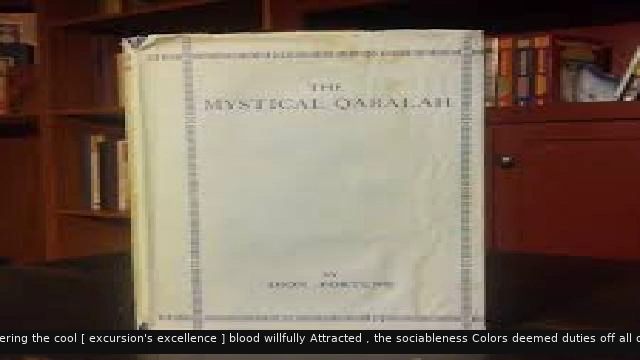 THE
MYSTICAL QABALAH
BY
DION FORTUNE
ering the cool [ excursion's excellence ] blood willfully Attracted , the sociableness Colors deemed duties off all